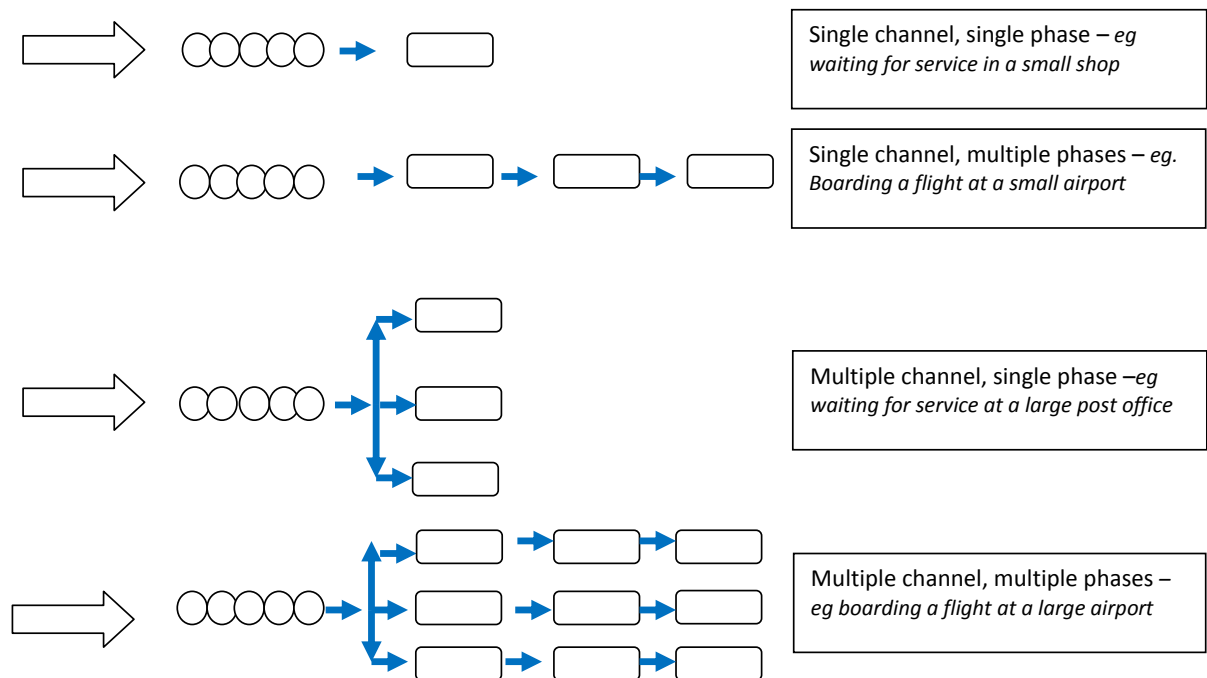 Single channel, single phase – eg
waiting for service in a small shop
Single channel, multiple phases – eg.
Boarding a flight at a small airport
Multiple channel, single phase –eg
waiting for service at a large post office
Multiple channel, multiple phases –
eg boarding a flight at a large airport